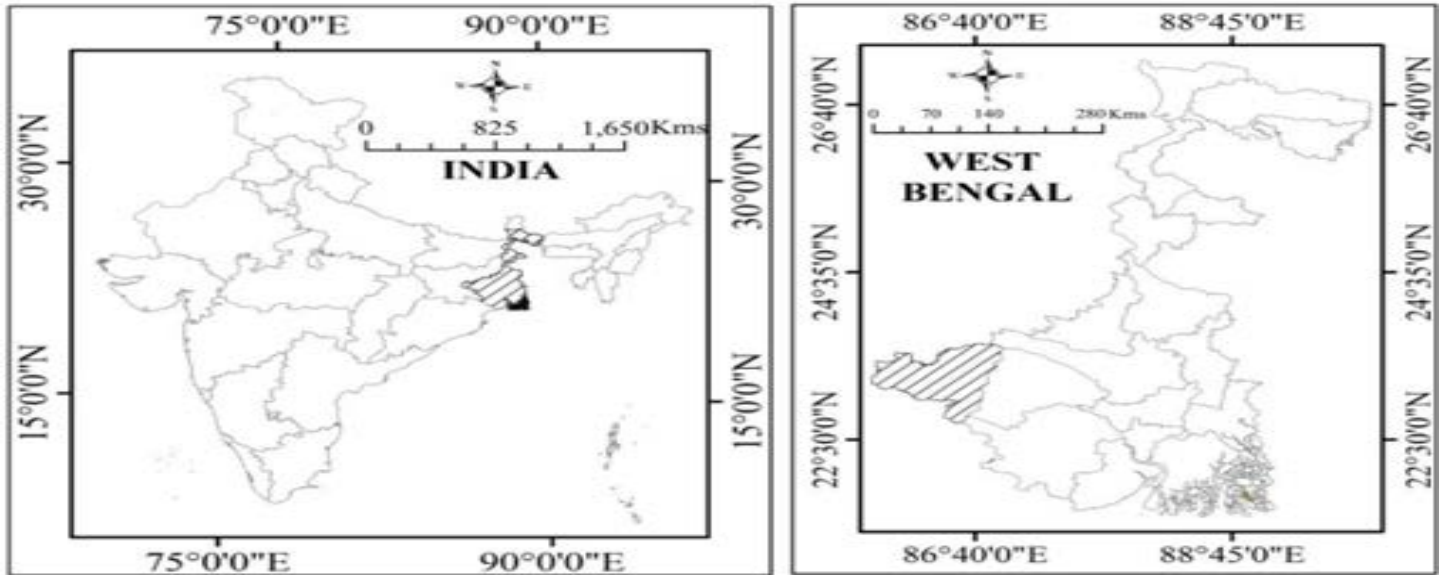 75°0'0"E 90°0'0"E
N
W E
S
0 825 1,650Kms
INDIA
30°0'0"N
30°0'0"N
15°0'0"N
15°0'0"N
75°0'0"E 90°0'0"E
86°40'0"E 88°45'0"E
N
W E
S
0 70 140 280Kms
WEST
BENGAL
26°40'0"N
26°40'0"N
24°35'0"N
24°35'0"N
22°30'0"N
22°30'0"N
86°40'0"E 88°45'0"E